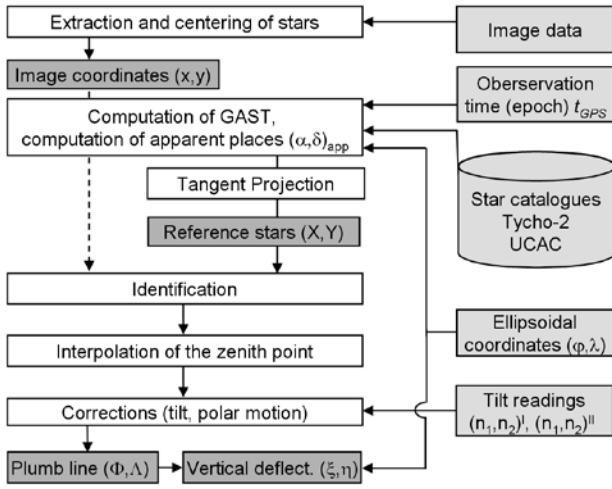 Extraction and centering of stars
Image data
Image coordinates (x,y)
Oberservation
time (epoch) t_GPS
Computation of GAST,
computation of apparent places (α,δ)_app
Tangent Projection
Star catalogues
Tycho-2
UCAC
Reference stars (X,Y)
Identification
Ellipsoidal
coordinates (φ,λ)
Interpolation of the zenith point
Tilt readings
(n₁,n₂)ᴵ, (n₁,n₂)ᴵᴵ
Corrections (tilt, polar motion)
Plumb line (Φ,Λ)
Vertical deflect. (ξ,η)